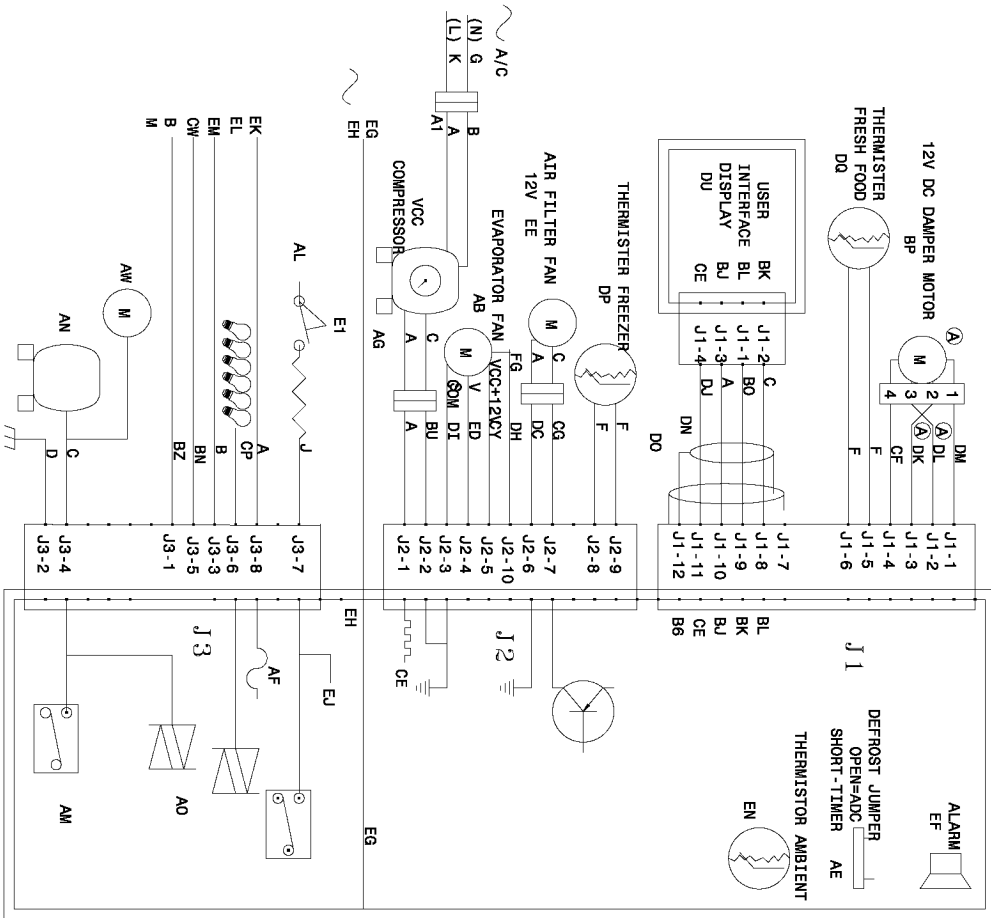 12V DC DAMPER MOTOR
BP
A
M
1
2
3
4
A
A
DM
DL
DK
CF
THERMISTER
FRESH FOOD
DQ
F
F
J1-1
J1-2
J1-3
J1-4
J1-5
J1-6
USER
INTERFACE
DISPLAY
DU
BK
BL
BJ
CE
J1-2
J1-1
J1-3
J1-4
C
BO
A
DJ
DN
DO
J1-7
J1-8
J1-9
J1-10
J1-11
J1-12
BL
BK
BJ
CE
B6
J1
ALARM
EF
DEFROST JUMPER
OPEN=ADC
SHORT-TIMER
AE
THERMISTOR AMBIENT
EN
THERMISTER FREEZER
DP
F
F
AIR FILTER FAN
12V EE
M
C
A
CG
DC
EVAPORATOR FAN
AB
M
FG
DH
VCC+12V
CY
V
ED
COM
DI
VCC
COMPRESSOR
AG
C
A
BU
A
J2-9
J2-8
J2-7
J2-6
J2-10
J2-5
J2-4
J2-3
J2-2
J2-1
J2
CE
A/C
(N) G
(L) K
B
A
A1
EG
EH
EH
EG
AL
E1
J
EK
EL
EM
CW
B
M
A
CP
B
BN
BZ
AW
M
AN
C
D
J3-7
J3-8
J3-6
J3-3
J3-5
J3-1
J3-4
J3-2
J3
EJ
AF
AO
AM